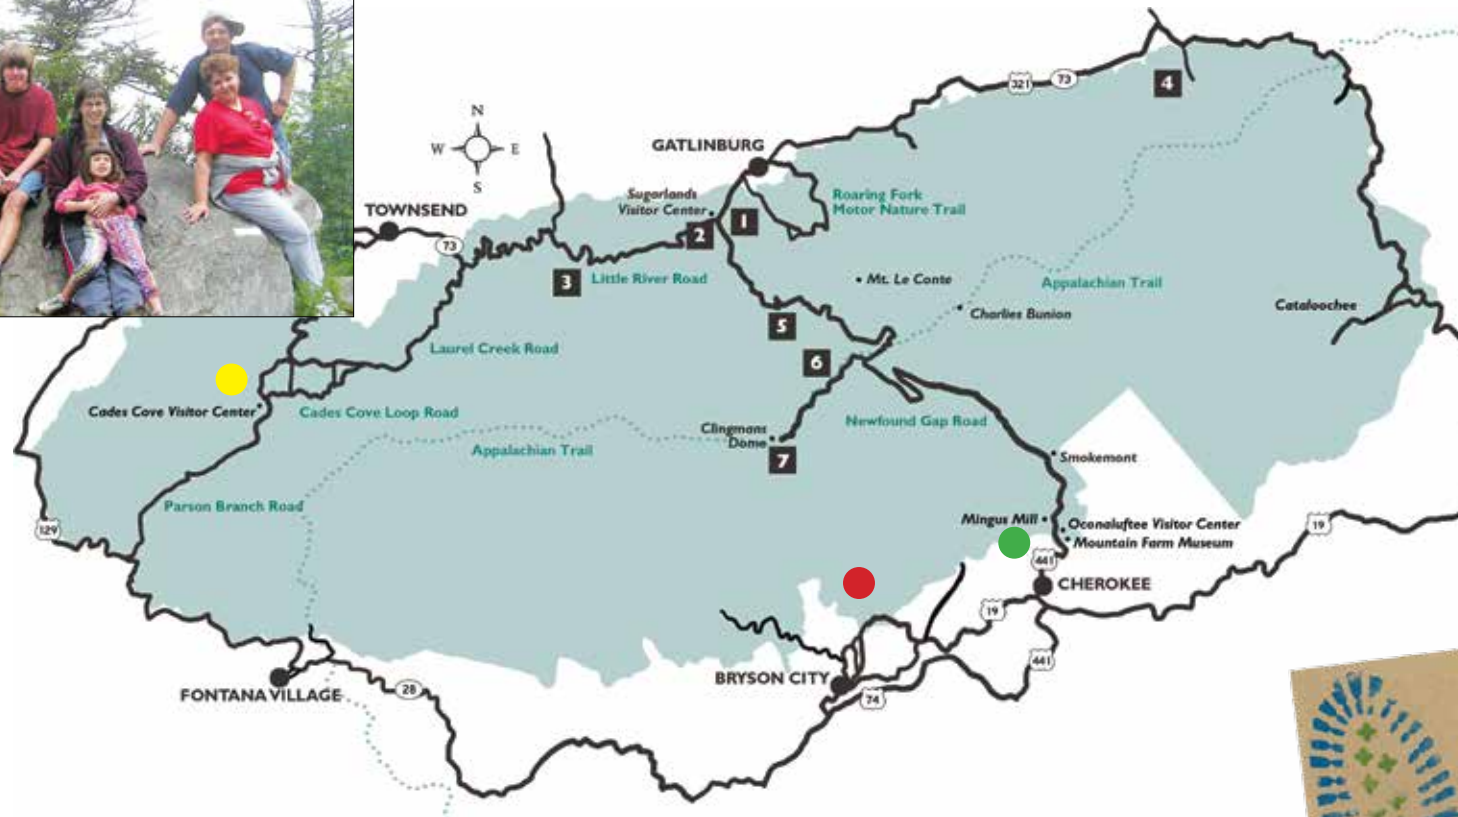 N
W E
S
GATLINBURG
TOWNSEND
Sugarlands
Visitor Center
Roaring Fork
Motor Nature Trail
321
73
4
1
2
73
3
Little River Road
Mt. Le Conte
Appalachian Trail
Charlies Bunion
Cataloochee
5
6
Laurel Creek Road
Cades Cove Visitor Center
Cades Cove Loop Road
Newfound Gap Road
Clingmans
Dome
7
Appalachian Trail
Smokemont
Parson Branch Road
129
Mingus Mill
Oconaluftee Visitor Center
Mountain Farm Museum
19
441
CHEROKEE
19
441
BRYSON CITY
74
FONTANA VILLAGE
28